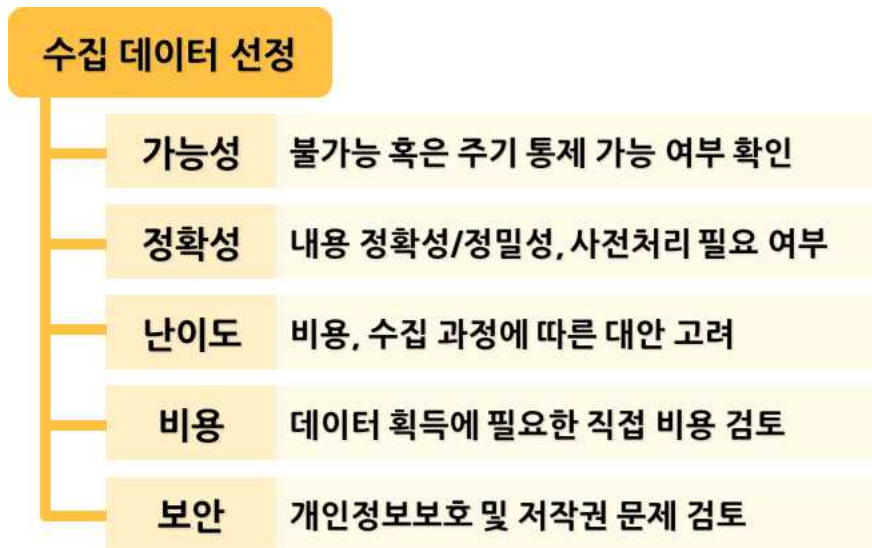 수집 데이터 선정
가능성 불가능 혹은 주기 통제 가능 여부 확인
정확성 내용 정확성/정밀성, 사전처리 필요 여부
난이도 비용, 수집 과정에 따른 대안 고려
비용 데이터 획득에 필요한 직접 비용 검토
보안 개인정보보호 및 저작권 문제 검토